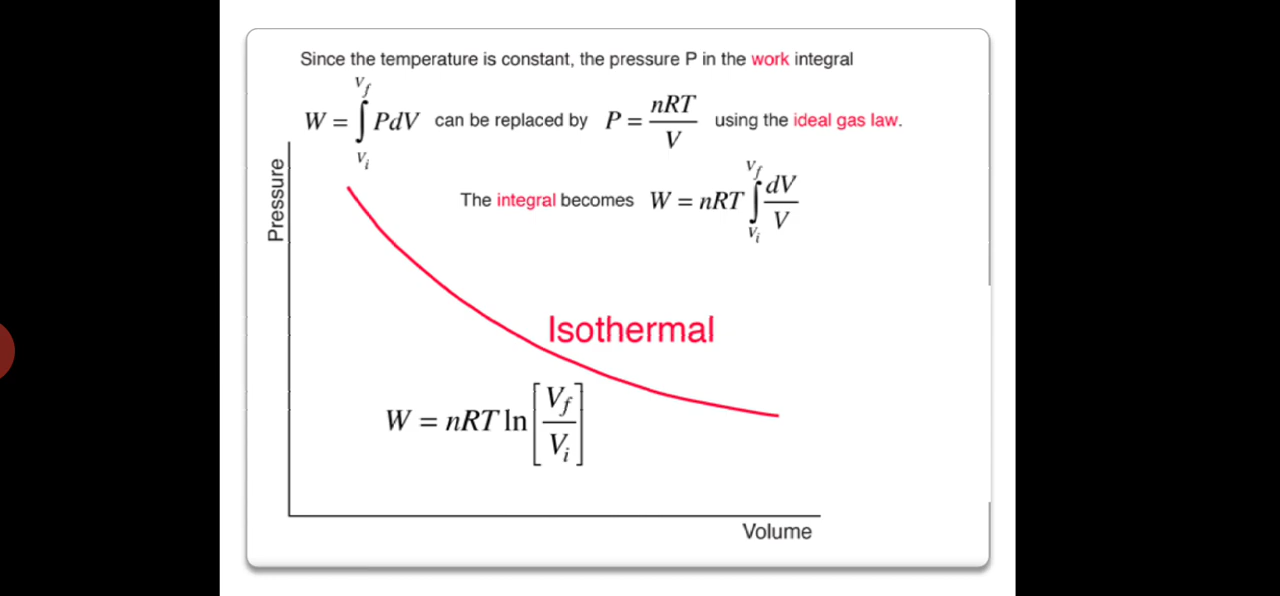 Since the temperature is constant, the pressure P in the work integral
W = ∫_{V_i}^{V_f} PdV can be replaced by P = nRT/V using the ideal gas law.
The integral becomes W = nRT ∫_{V_i}^{V_f} dV/V
Pressure
Isothermal
W = nRT ln[V_f/V_i]
Volume